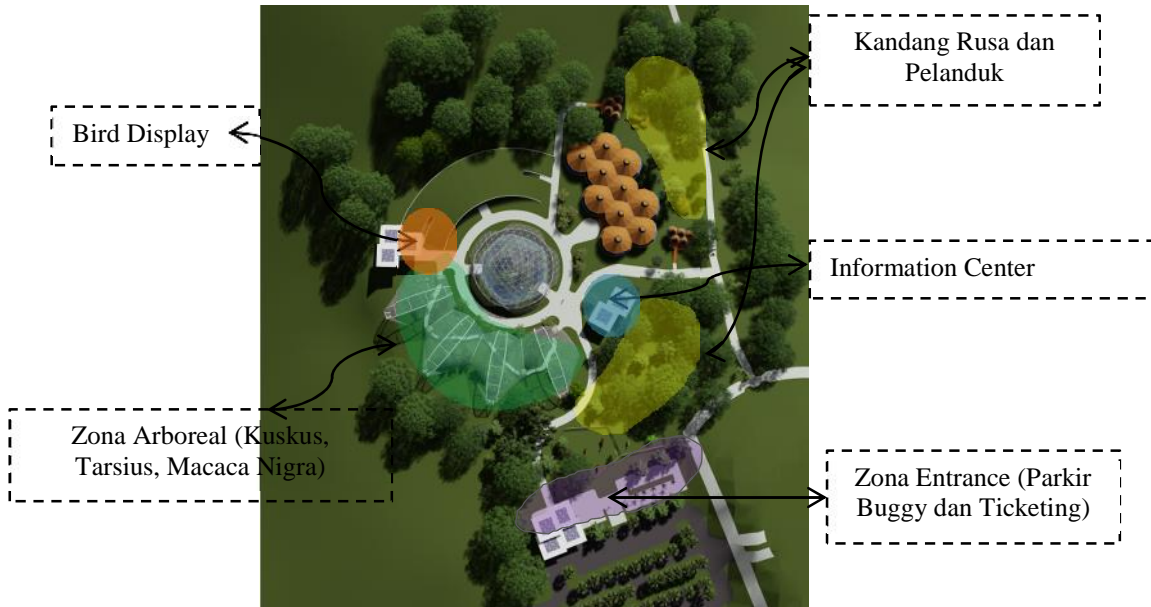 Kandang Rusa dan
Pelanduk
Bird Display
Information Center
Zona Arboreal (Kuskus,
Tarsius, Macaca Nigra)
Zona Entrance (Parkir
Buggy dan Ticketing)